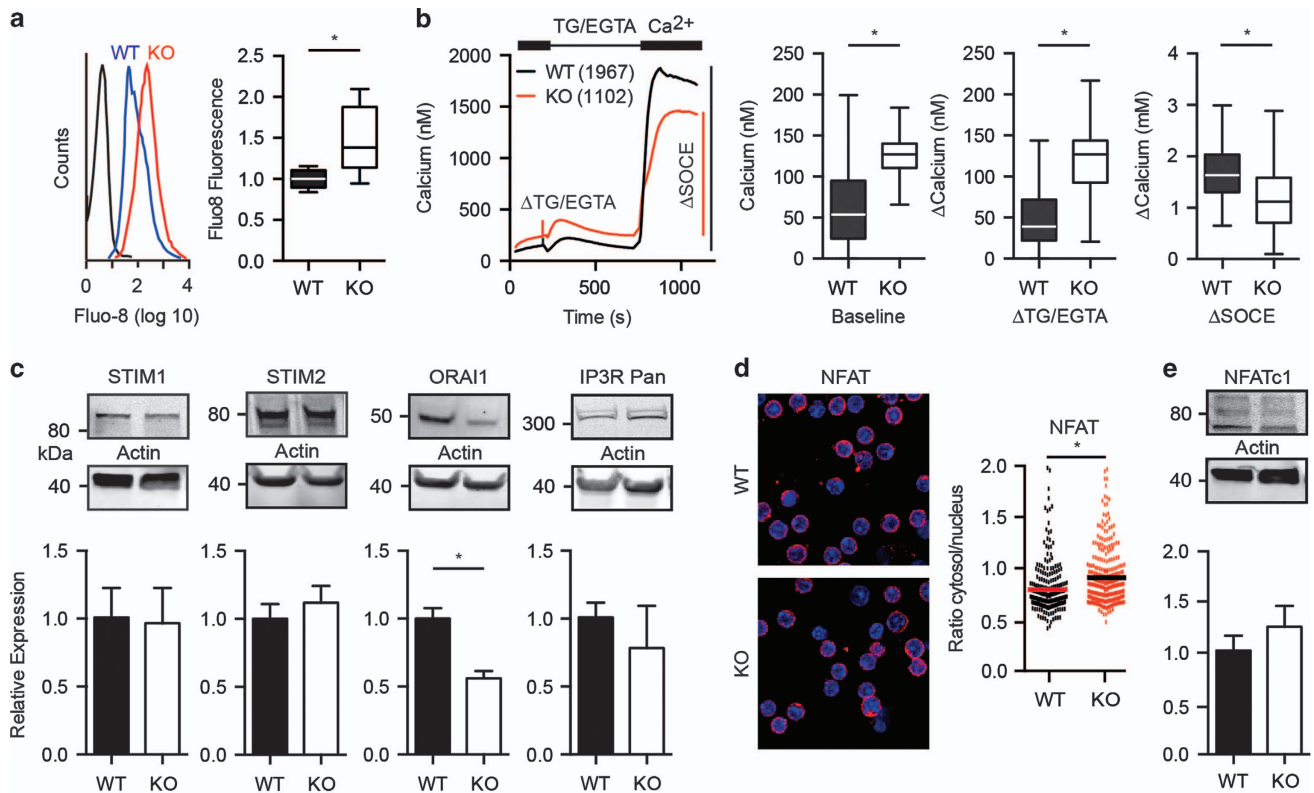 a
WT KO
Counts
0 2 4
Fluo-8 (log 10)
*
Fluo8 Fluorescence
2.5
2.0
1.5
1.0
0.5
0.0
WT KO
b
TG/EGTA Ca2+
Calcium (nM)
2000
1500
1000
500
0
WT (1967)
KO (1102)
ΔTG/EGTA
ΔSOCE
0 500 1000
Time (s)
*
Calcium (nM)
250
200
150
100
50
0
WT KO
Baseline
*
ΔCalcium (nM)
250
200
150
100
50
0
WT KO
ΔTG/EGTA
*
ΔCalcium (mM)
4
3
2
1
0
WT KO
ΔSOCE
c
STIM1
80
kDa
Actin
40
STIM2
80
Actin
40
ORAI1
50
Actin
40
IP3R Pan
300
Actin
40
Relative Expression
1.5
1.0
0.5
0.0
WT KO
1.5
1.0
0.5
0.0
WT KO
*
1.5
1.0
0.5
0.0
WT KO
1.5
1.0
0.5
0.0
WT KO
d
NFAT
WT
KO
NFAT
*
Ratio cytosol/nucleus
2.0
1.5
1.0
0.5
0.0
WT KO
e
NFATc1
80
Actin
40
2.0
1.5
1.0
0.5
0.0
WT KO